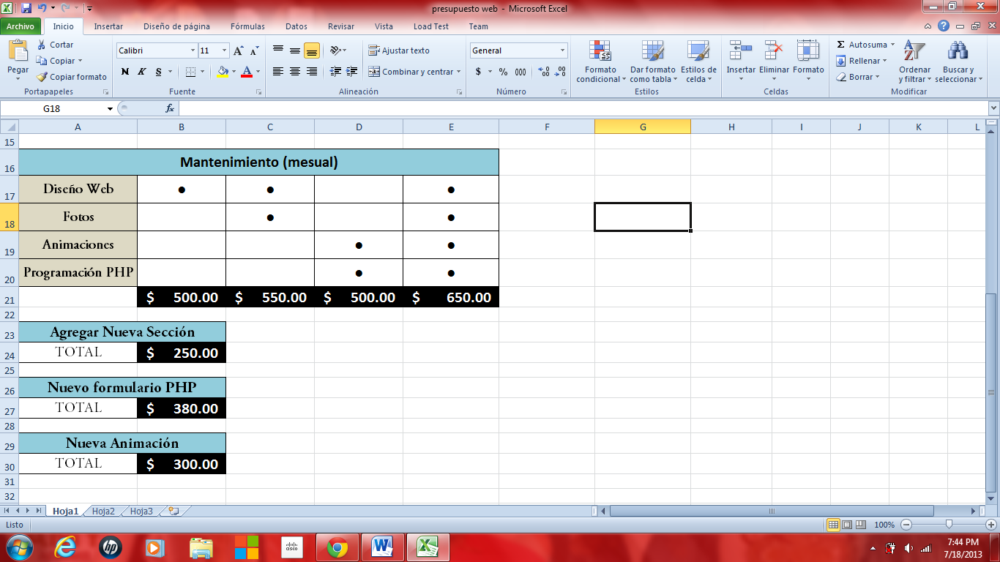 presupuesto web - Microsoft Excel
Archivo Inicio Insertar Diseño de página Fórmulas Datos Revisar Vista Load Test Team
Pegar
Cortar
Copiar
Copiar formato
Portapapeles
Calibri 11
N K S
Fuente
Ajustar texto
Combinar y centrar
Alineación
General
$ % 000
Número
Formato condicional
Dar formato como tabla
Estilos de celda
Estilos
Insertar Eliminar Formato
Celdas
Autosuma
Rellenar
Borrar
Ordenar y filtrar
Buscar y seleccionar
Modificar
G18 fx
A B C D E F G H I J K L
15
16 Mantenimiento (mesual)
17 Diseño Web ● ● ●
18 Fotos ● ●
19 Animaciones ● ●
20 Programación PHP ● ●
21 $ 500.00 $ 550.00 $ 500.00 $ 650.00
22
23 Agregar Nueva Sección
24 TOTAL $ 250.00
25
26 Nuevo formulario PHP
27 TOTAL $ 380.00
28
29 Nueva Animación
30 TOTAL $ 300.00
31
32
Hoja1 Hoja2 Hoja3
Listo 100%
hp
cisco
7:44 PM
7/18/2013